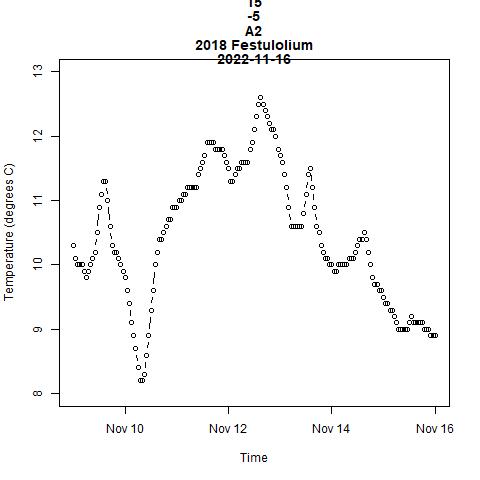 15
-5
A2
2018 Festulolium
2022-11-16
13
12
11
10
9
8
Temperature (degrees C)
Nov 10
Nov 12
Nov 14
Nov 16
Time